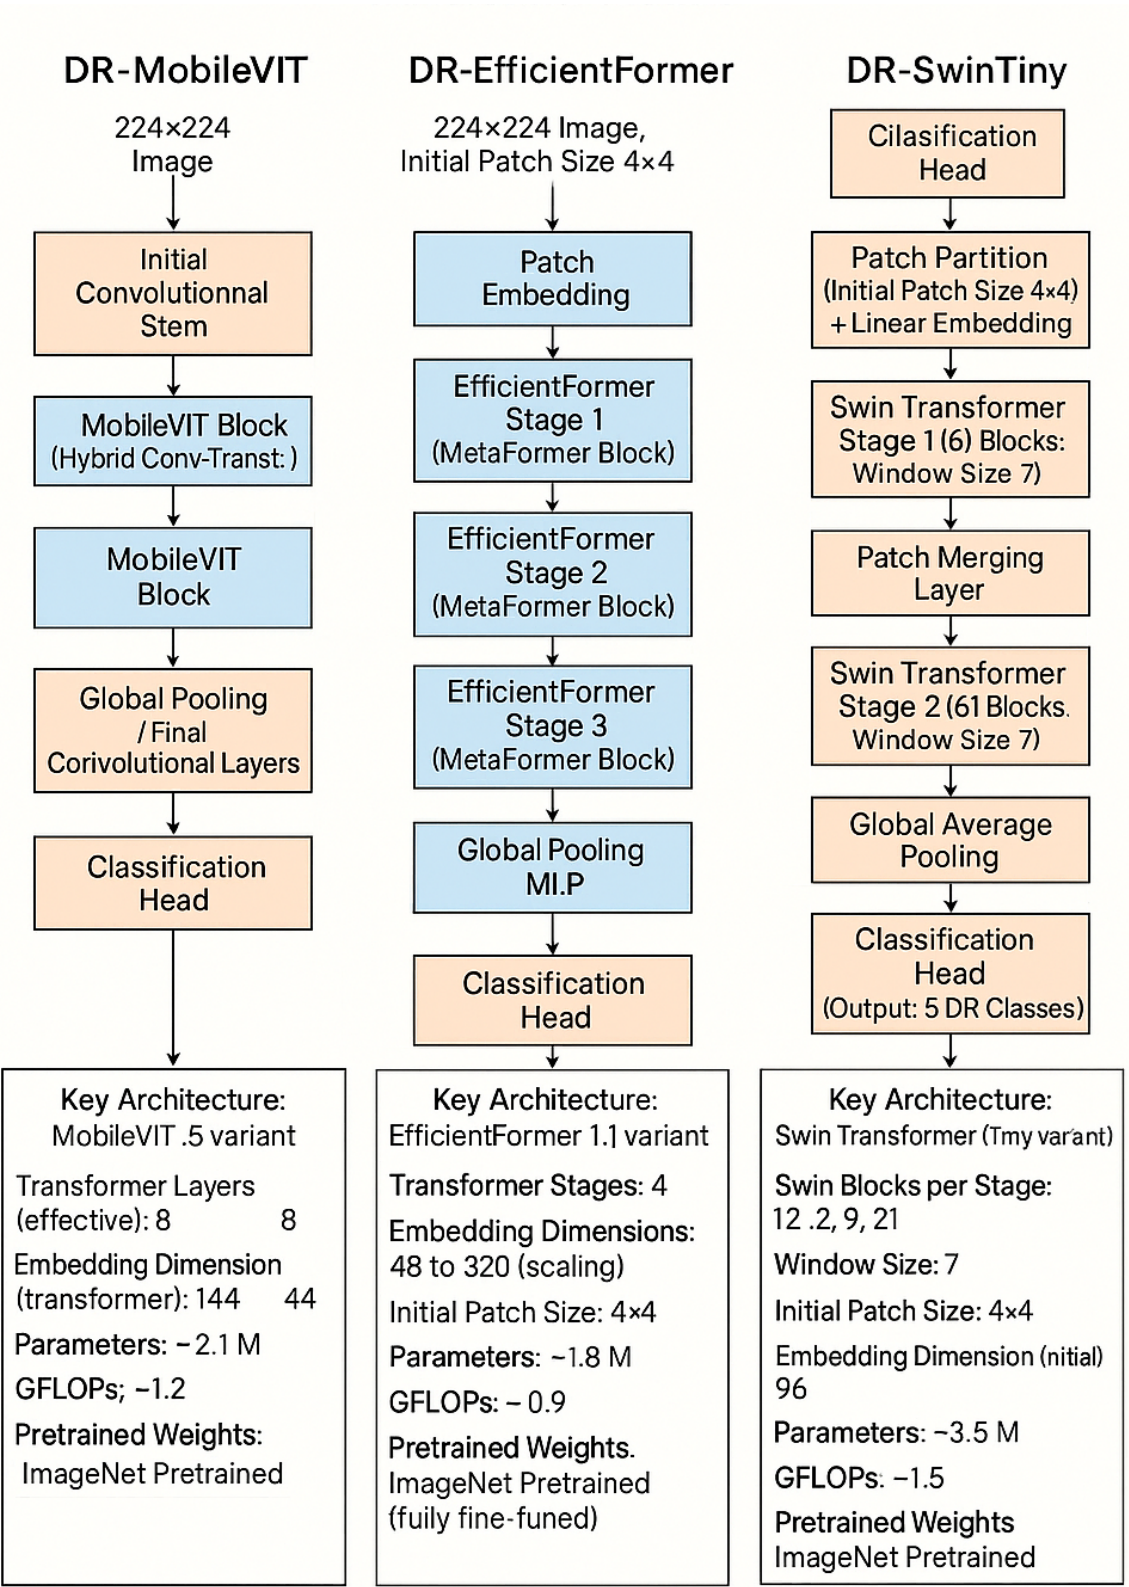 DR-MobileVIT
224×224
Image
Initial
Convolutionnal
Stem
MobileVIT Block
(Hybrid Conv-Transt: )
MobileVIT
Block
Global Pooling
/ Final
Corivolutional Layers
Classification
Head
Key Architecture:
MobileVIT .5 variant
Transformer Layers
(effective): 8 8
Embedding Dimension
(transformer): 144 44
Parameters: ~2.1 M
GFLOPs; ~1.2
Pretrained Weights:
ImageNet Pretrained
DR-EfficientFormer
224×224 Image,
Initial Patch Size 4×4
Patch
Embedding
EfficientFormer
Stage 1
(MetaFormer Block)
EfficientFormer
Stage 2
(MetaFormer Block)
EfficientFormer
Stage 3
(MetaFormer Block)
Global Pooling
MI.P
Classification
Head
Key Architecture:
EfficientFormer 1.1 variant
Transformer Stages: 4
Embedding Dimensions:
48 to 320 (scaling)
Initial Patch Size: 4×4
Parameters: ~1.8 M
GFLOPs: ~ 0.9
Pretrained Weights.
ImageNet Pretrained
(fully fine-funed)
DR-SwinTiny
Cilasification
Head
Patch Partition
(Initial Patch Size 4×4)
+ Linear Embedding
Swin Transformer
Stage 1 (6) Blocks:
Window Size 7)
Patch Merging
Layer
Swin Transformer
Stage 2 (61 Blocks.
Window Size 7)
Global Average
Pooling
Classification
Head
(Output: 5 DR Classes)
Key Architecture:
Swin Transformer (Tmy var'ant)
Swin Blocks per Stage:
12 .2, 9, 21
Window Size: 7
Initial Patch Size: 4×4
Embedding Dimension (nitial)
96
Parameters: ~3.5 M
GFLOPs: ~1.5
Pretrained Weights
ImageNet Pretrained